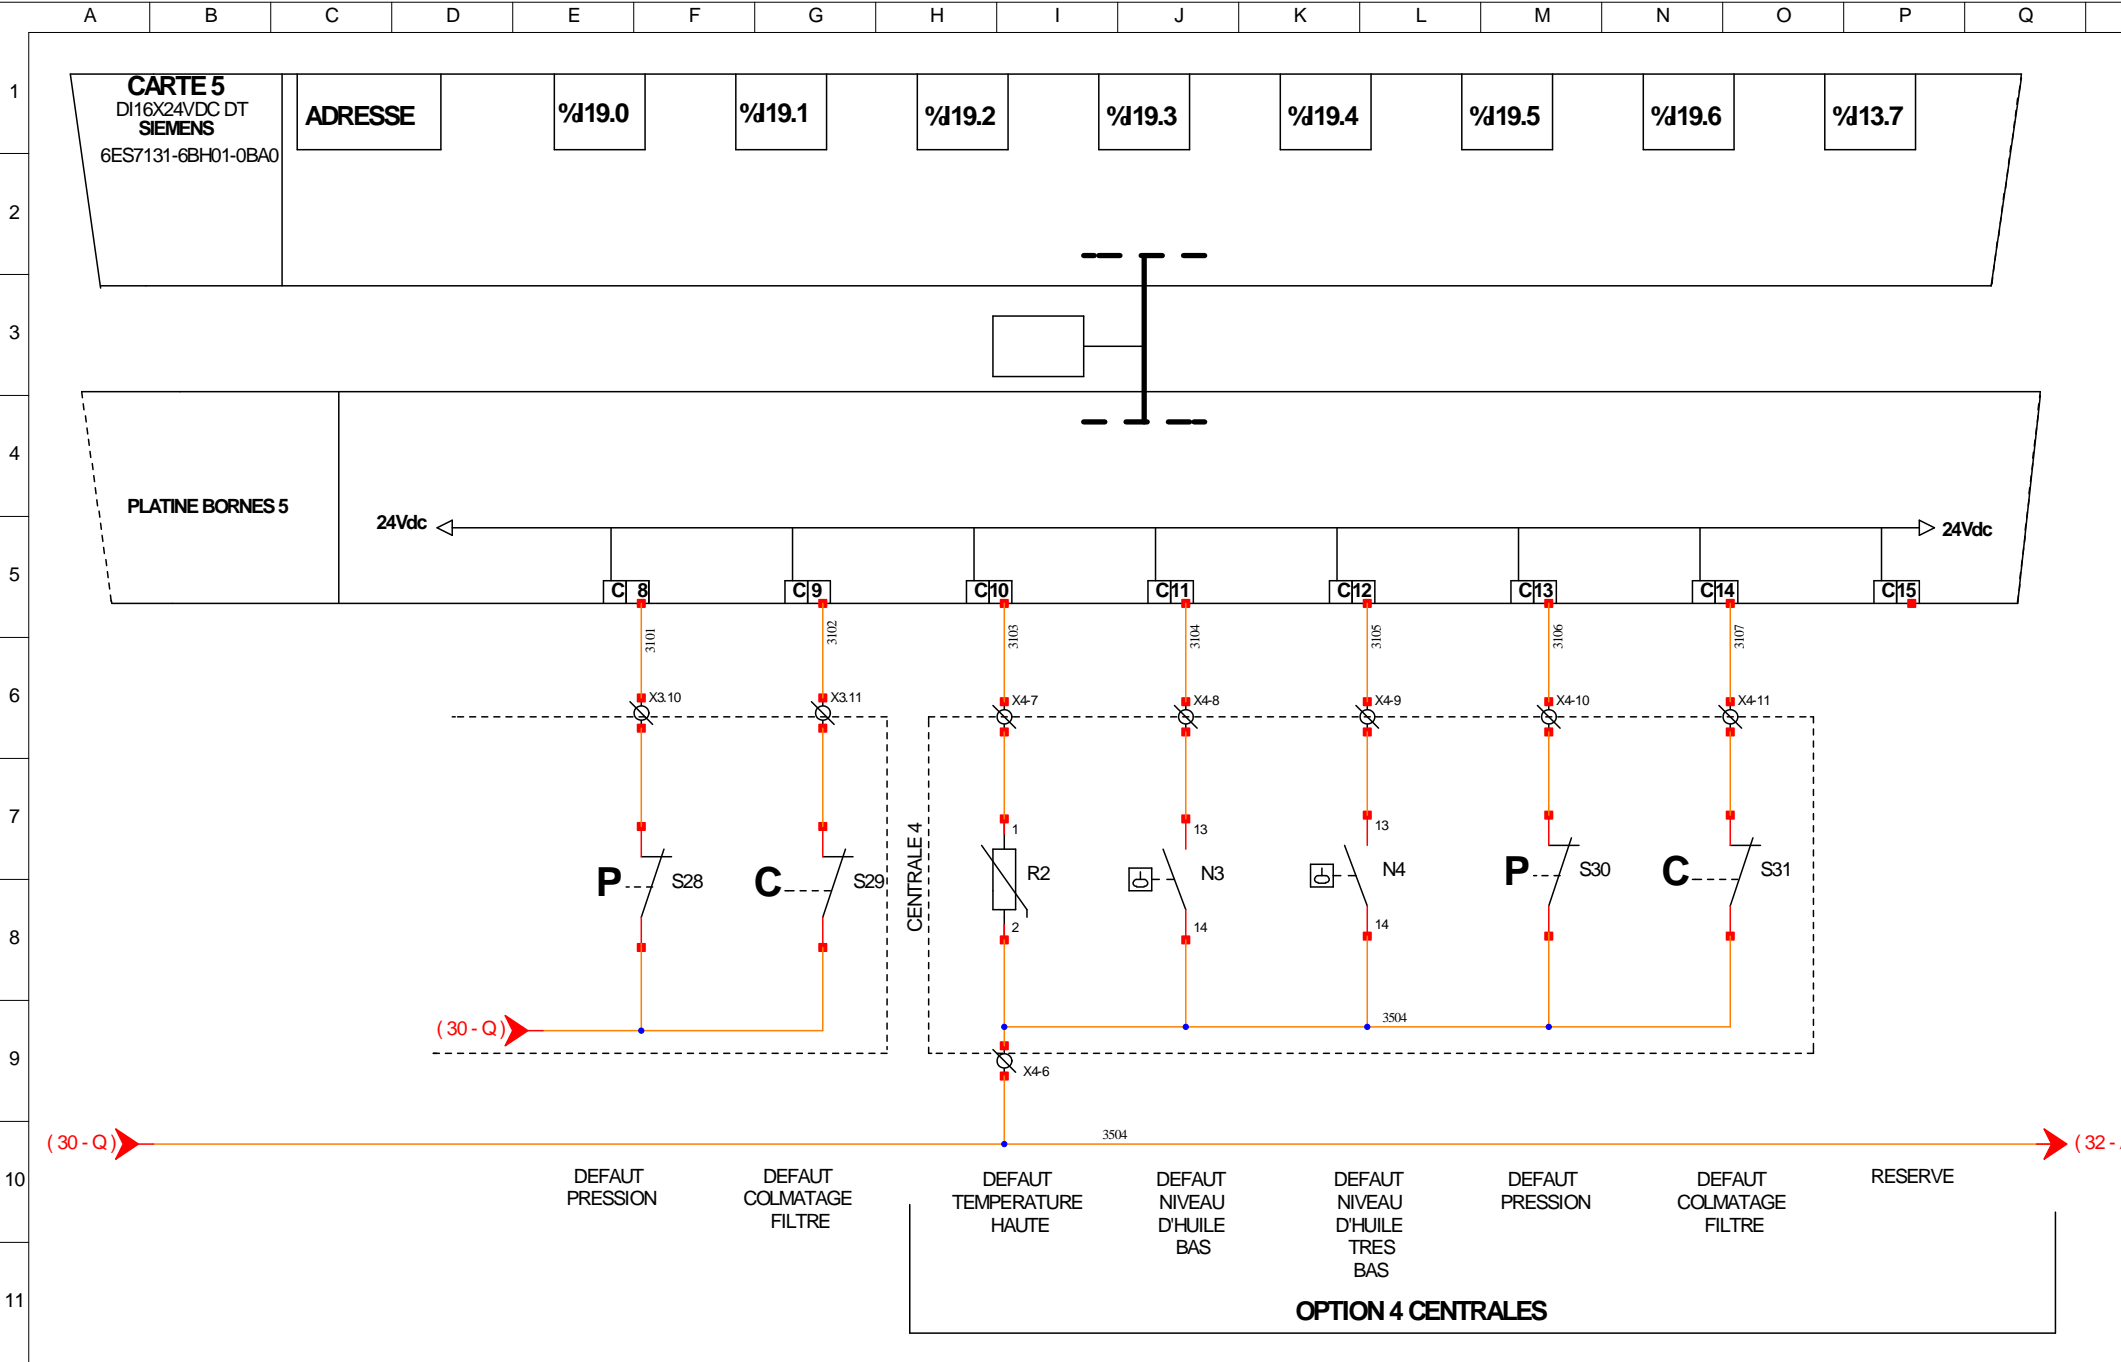 A B C D E F G H I J K L M N O P Q
1
CARTE 5
DI16X24VDC DT
SIEMENS
6ES7131-6BH01-0BA0
ADRESSE
%I19.0
%I19.1
%I19.2
%I19.3
%I19.4
%I19.5
%I19.6
%I13.7
2
3
4
PLATINE BORNES 5
24Vdc
24Vdc
5
C 8
C 9
C 10
C 11
C 12
C 13
C 14
C 15
3101
3102
3103
3104
3105
3106
3107
6
X3.10
X3.11
X4-7
X4-8
X4-9
X4-10
X4-11
7
CENTRALE 4
1
13
13
P
S28
C
S29
R2
N3
N4
P
S30
C
S31
8
2
14
14
(30 - Q)
3504
9
X4-6
(30 - Q)
3504
(32 -
10
DEFAUT
PRESSION
DEFAUT
COLMATAGE
FILTRE
DEFAUT
TEMPERATURE
HAUTE
DEFAUT
NIVEAU
D'HUILE
BAS
DEFAUT
NIVEAU
D'HUILE
TRES
BAS
DEFAUT
PRESSION
DEFAUT
COLMATAGE
FILTRE
RESERVE
11
OPTION 4 CENTRALES